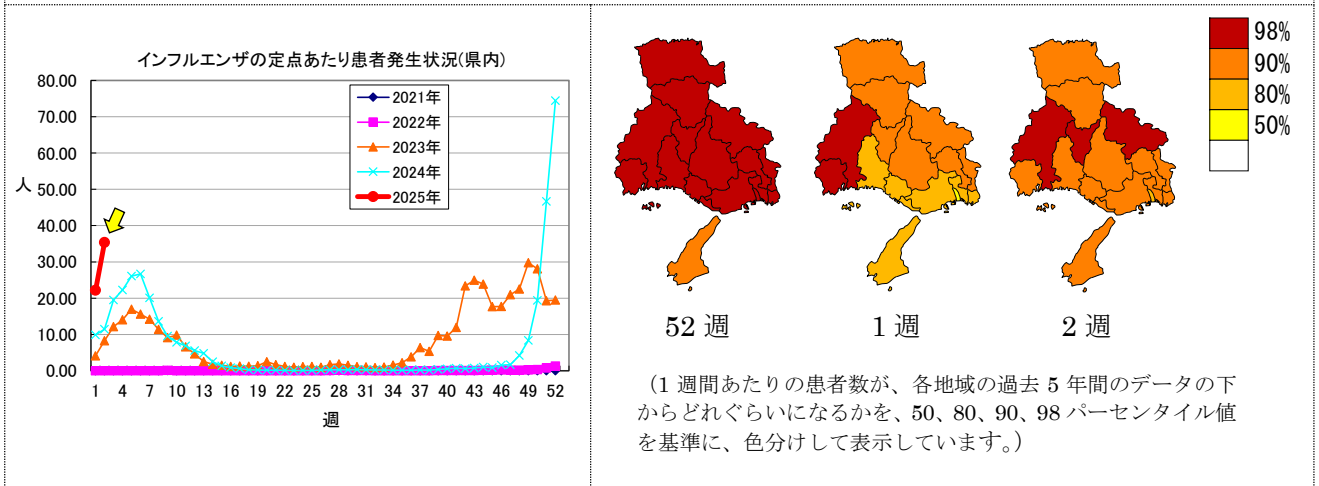 インフルエンザの定点あたり患者発生状況(県内)
80.00
70.00
60.00
50.00
40.00
30.00
20.00
10.00
0.00
人
2021年
2022年
2023年
2024年
2025年
1 4 7 10 13 16 19 22 25 28 31 34 37 40 43 46 49 52
週
98%
90%
80%
50%
52 週
1 週
2 週
（1 週間あたりの患者数が、各地域の過去 5 年間のデータの下
からどれぐらいになるかを、50、80、90、98 パーセンタイル値
を基準に、色分けして表示しています。）